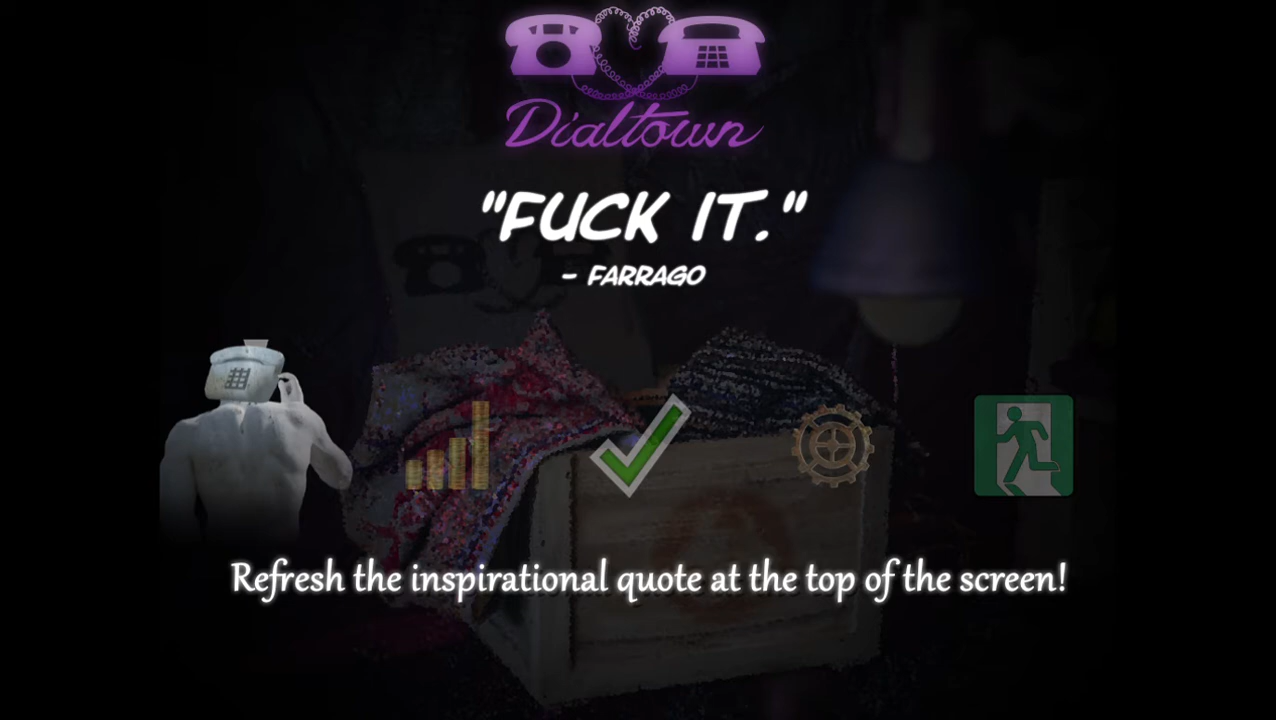 Dialtown
"FUCK IT."
- FARRAGO
Refresh the inspirational quote at the top of the screen!